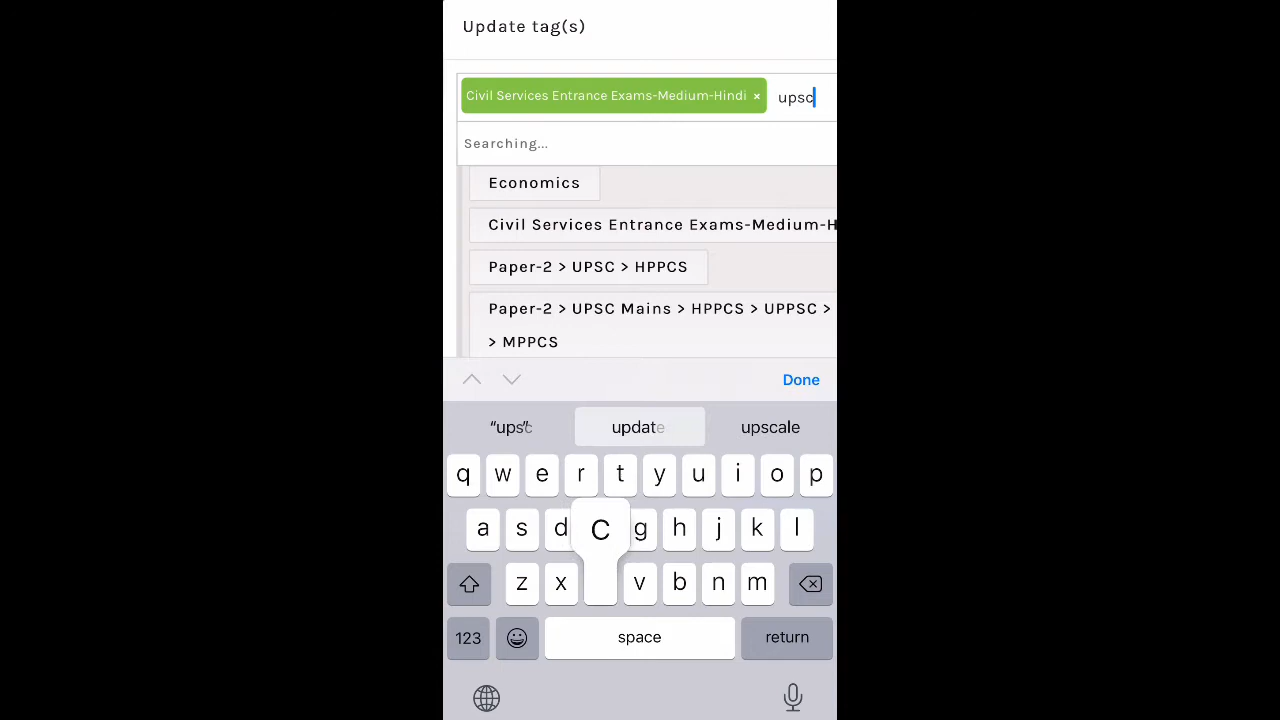 Update tag(s)
Civil Services Entrance Exams-Medium-Hindi × upsc
Searching...
Economics
Civil Services Entrance Exams-Medium-H
Paper-2 > UPSC > HPPCS
Paper-2 > UPSC Mains > HPPCS > UPPSC >
> MPPCS
Done
“upsc” update upscale
q w e r t y u i o p
a s d C g h j k l
z x v b n m
123 space return